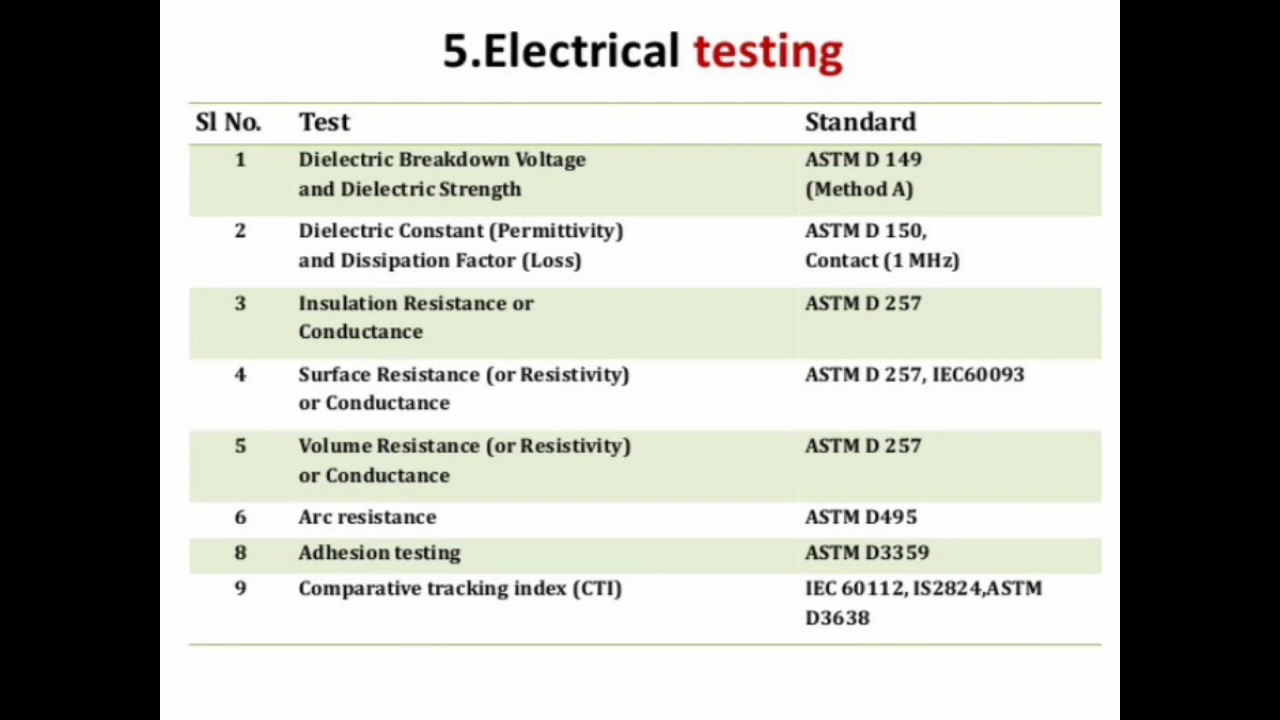 5.Electrical testing
Sl No. Test Standard
1 Dielectric Breakdown Voltage ASTM D 149
and Dielectric Strength (Method A)
2 Dielectric Constant (Permittivity) ASTM D 150,
and Dissipation Factor (Loss) Contact (1 MHz)
3 Insulation Resistance or ASTM D 257
Conductance
4 Surface Resistance (or Resistivity) ASTM D 257, IEC60093
or Conductance
5 Volume Resistance (or Resistivity) ASTM D 257
or Conductance
6 Arc resistance ASTM D495
8 Adhesion testing ASTM D3359
9 Comparative tracking index (CTI) IEC 60112, IS2824,ASTM
D3638